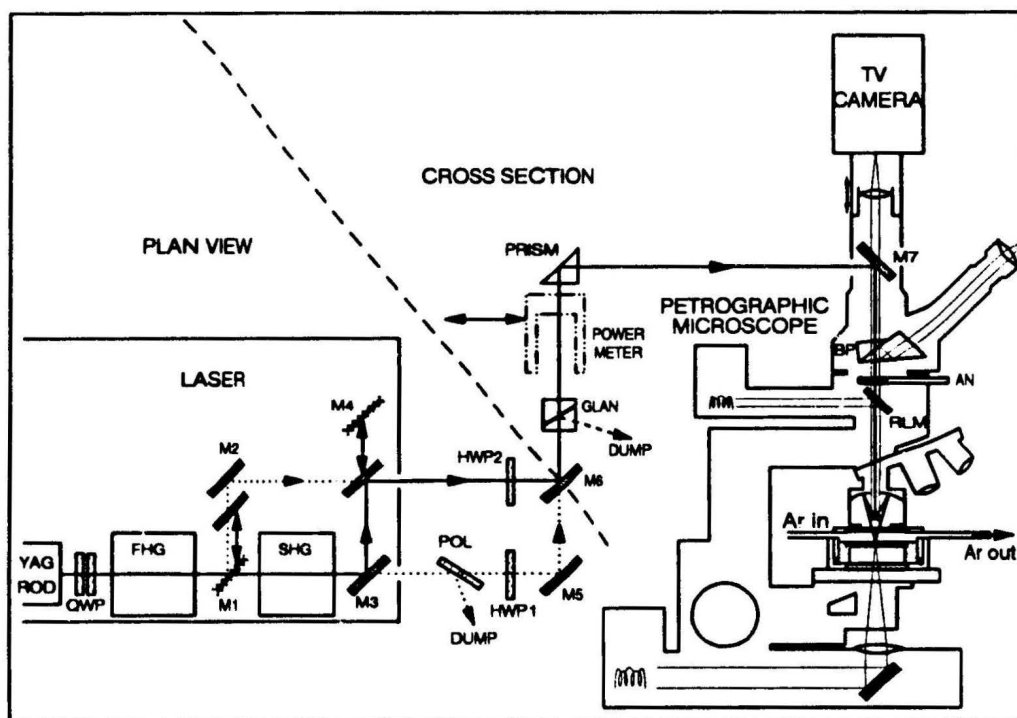 TV
CAMERA
CROSS SECTION
PLAN VIEW
PRISM
M7
PETROGRAPHIC
MICROSCOPE
POWER
METER
BP
AN
LASER
M4
GLAN
RLM
DUMP
M2
HWP2
M6
Ar in
Ar out
FHG
SHG
POL
YAG
ROD
QWP
M1
M3
HWP1
M5
DUMP